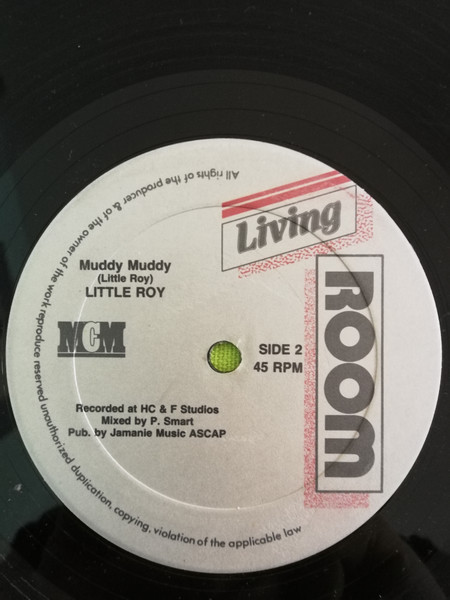 Living
ROOM
Muddy Muddy
(Little Roy)
LITTLE ROY
MCM
SIDE 2
45 RPM
Recorded at HC & F Studios
Mixed by P. Smart
Pub. by Jamanie Music ASCAP
All rights of the producer & of the owner of the work reproduce reserved unauthorized duplication, copying, violation of the applicable law